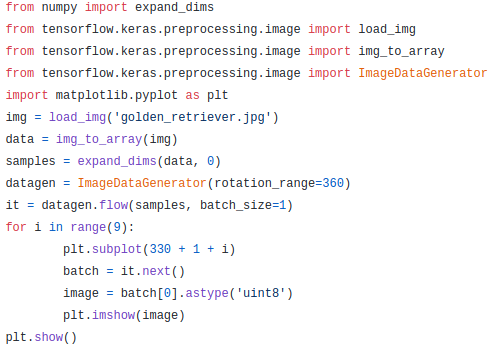 from numpy import expand_dims
from tensorflow.keras.preprocessing.image import load_img
from tensorflow.keras.preprocessing.image import img_to_array
from tensorflow.keras.preprocessing.image import ImageDataGenerator
import matplotlib.pyplot as plt
img = load_img('golden_retriever.jpg')
data = img_to_array(img)
samples = expand_dims(data, 0)
datagen = ImageDataGenerator(rotation_range=360)
it = datagen.flow(samples, batch_size=1)
for i in range(9):
        plt.subplot(330 + 1 + i)
        batch = it.next()
        image = batch[0].astype('uint8')
        plt.imshow(image)
plt.show()